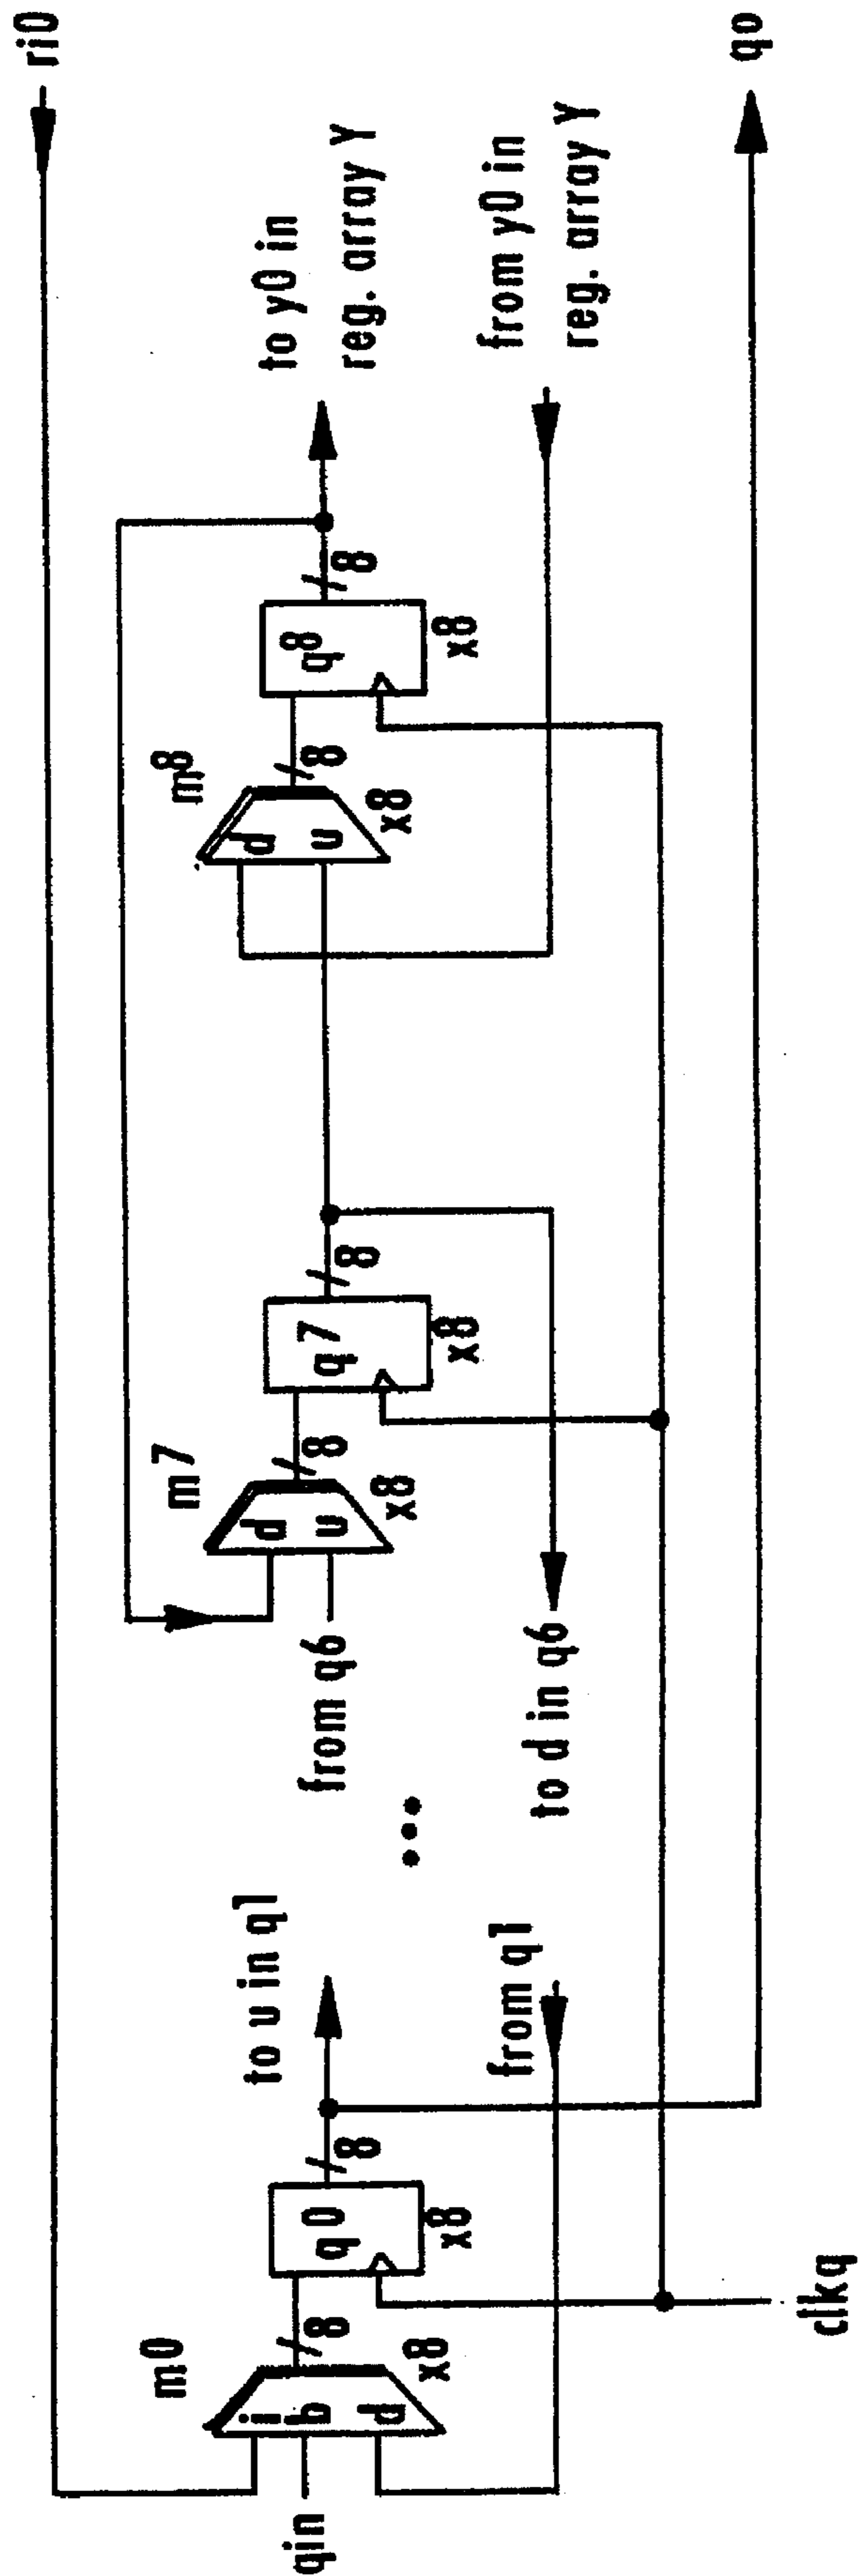 ri0
m0
m7
m8
to u in q1
to y0 in
reg. array Y
qin
i
q
d
x8
8
q0
x8
8
from q6
d
u
x8
8
q7
x8
8
d
u
x8
8
q8
x8
8
from q1
to d in q6
from y0 in
reg. array Y
clkq
qo